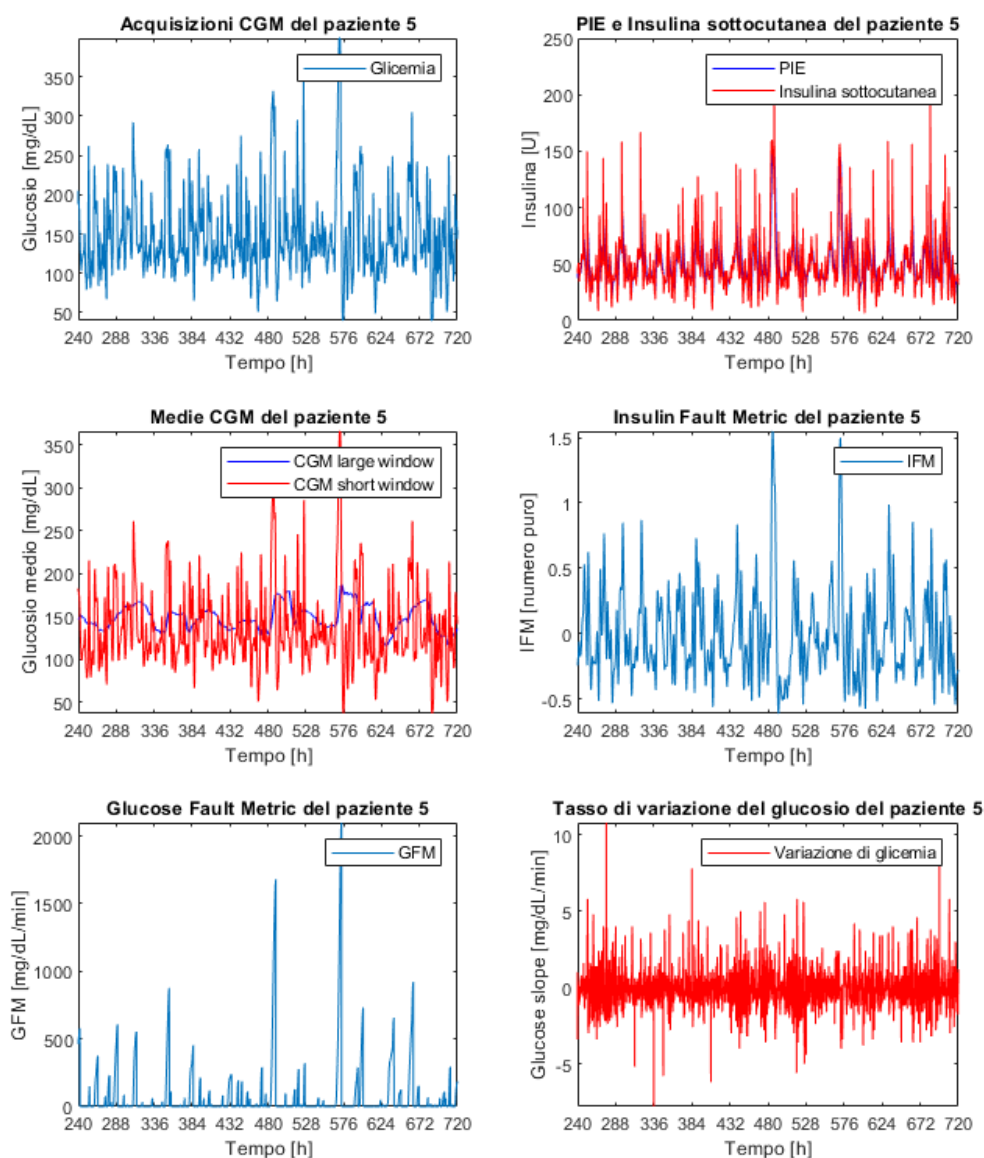 Acquisizioni CGM del paziente 5
Glucosio [mg/dL]
350
300
250
200
150
100
50
Glicemia
240 288 336 384 432 480 528 576 624 672 720
Tempo [h]
PIE e Insulina sottocutanea del paziente 5
Insulina [U]
250
200
150
100
50
0
PIE
Insulina sottocutanea
240 288 336 384 432 480 528 576 624 672 720
Tempo [h]
Medie CGM del paziente 5
Glucosio medio [mg/dL]
350
300
250
200
150
100
50
CGM large window
CGM short window
240 288 336 384 432 480 528 576 624 672 720
Tempo [h]
Insulin Fault Metric del paziente 5
IFM [numero puro]
1.5
1
0.5
0
-0.5
IFM
240 288 336 384 432 480 528 576 624 672 720
Tempo [h]
Glucose Fault Metric del paziente 5
GFM [mg/dL/min]
2000
1500
1000
500
0
GFM
240 288 336 384 432 480 528 576 624 672 720
Tempo [h]
Tasso di variazione del glucosio del paziente 5
Glucose slope [mg/dL/min]
10
5
0
-5
Variazione di glicemia
240 288 336 384 432 480 528 576 624 672 720
Tempo [h]